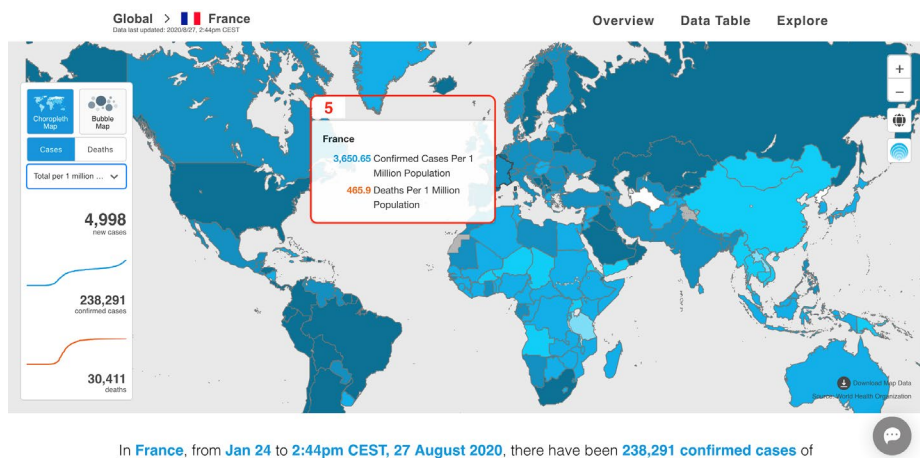 Global > France
Overview Data Table Explore
Data last updated: 2020/8/27, 2:44pm CEST
Choropleth
Map
Bubble
Map
Cases Deaths
Total per 1 million ...
4,998
new cases
238,291
confirmed cases
30,411
deaths
5
France
3,650.65 Confirmed Cases Per 1
Million Population
465.9 Deaths Per 1 Million
Population
+
−
Download Map Data
Source: World Health Organization
In France, from Jan 24 to 2:44pm CEST, 27 August 2020, there have been 238,291 confirmed cases of